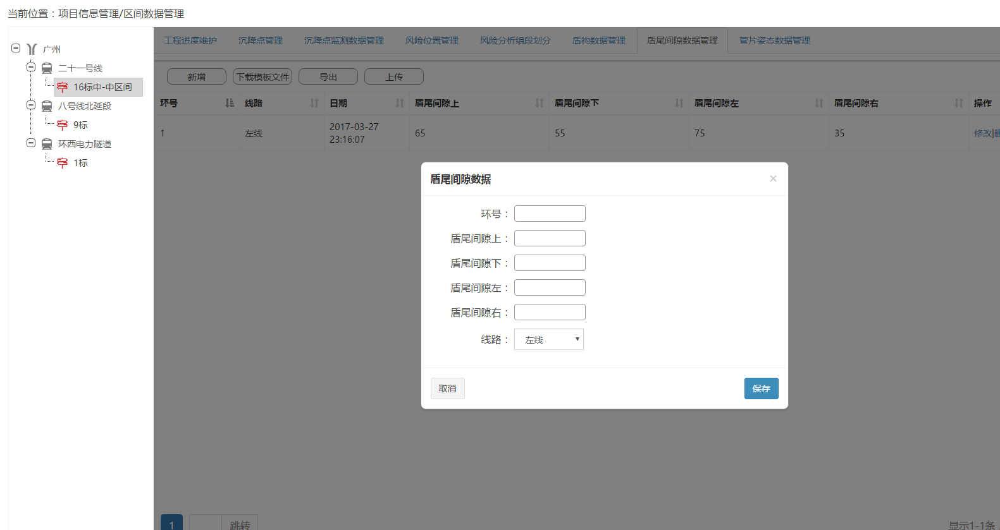 当前位置：项目信息管理/区间数据管理
广州
二十一号线
16标中-中区间
八号线北延段
9标
环西电力隧道
1标
工程进度维护 沉降点管理 沉降点监测数据管理 风险位置管理 风险分析组段划分 盾构数据管理 盾尾间隙数据管理 管片姿态数据管理
新增 下载模板文件 导出 上传
环号 线路 日期 盾尾间隙上 盾尾间隙下 盾尾间隙左 盾尾间隙右 操作
1 左线 2017-03-27 23:16:07 65 55 75 35 修改|删
盾尾间隙数据 ×
环号：
盾尾间隙上：
盾尾间隙下：
盾尾间隙左：
盾尾间隙右：
线路： 左线
取消 保存
1 跳转 显示1-1条